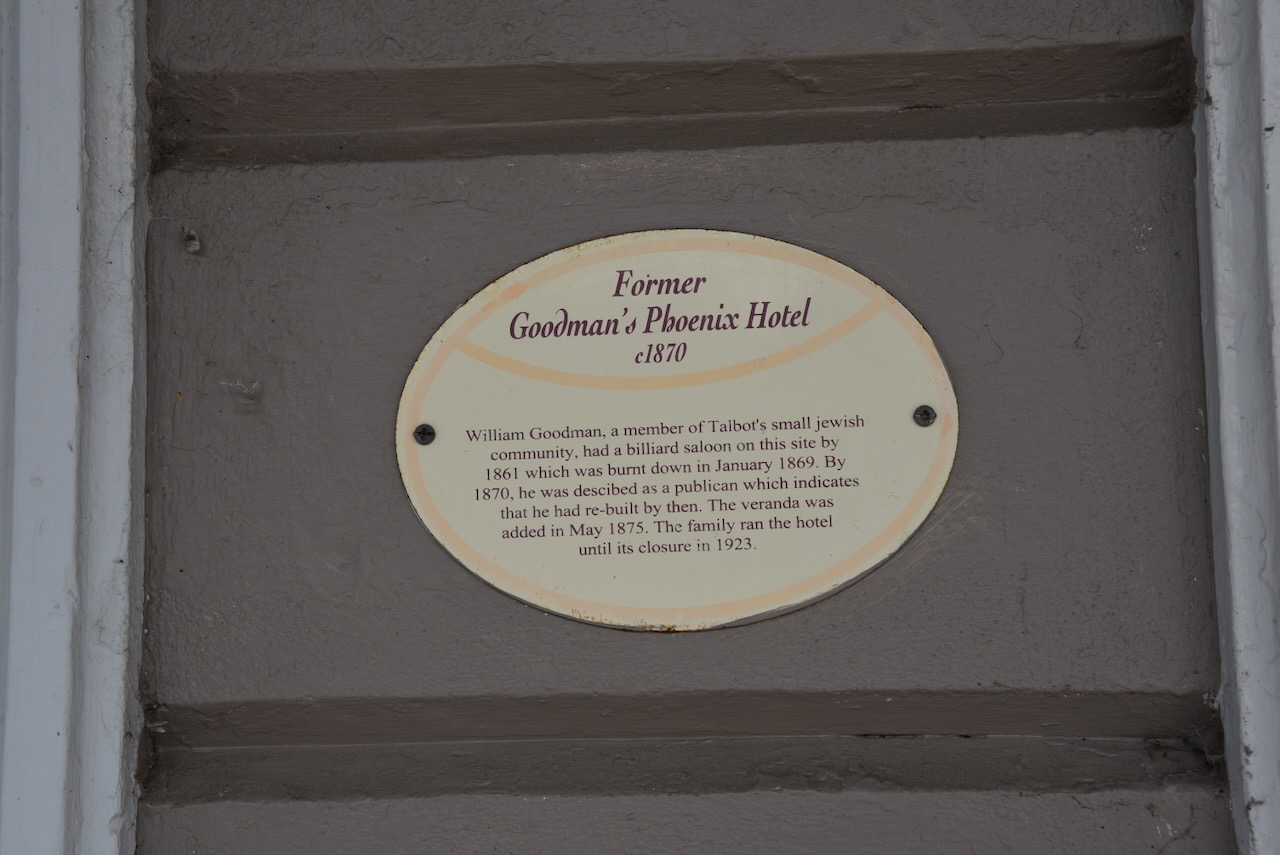 Former
Goodman's Phoenix Hotel
c1870
William Goodman, a member of Talbot's small jewish
community, had a billiard saloon on this site by
1861 which was burnt down in January 1869. By
1870, he was descibed as a publican which indicates
that he had re-built by then. The veranda was
added in May 1875. The family ran the hotel
until its closure in 1923.